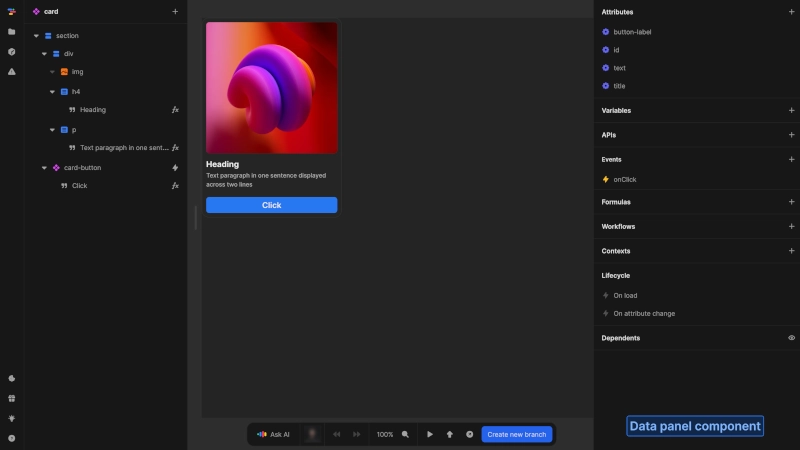 card
section
div
img
h4
Heading
fx
p
Text paragraph in one sent...
fx
card-button
Click
fx
Heading
Text paragraph in one sentence displayed
across two lines
Click
Ask AI
100%
Create new branch
Attributes
button-label
id
text
title
Variables
APIs
Events
onClick
Formulas
Workflows
Contexts
Lifecycle
On load
On attribute change
Dependents
Data panel component